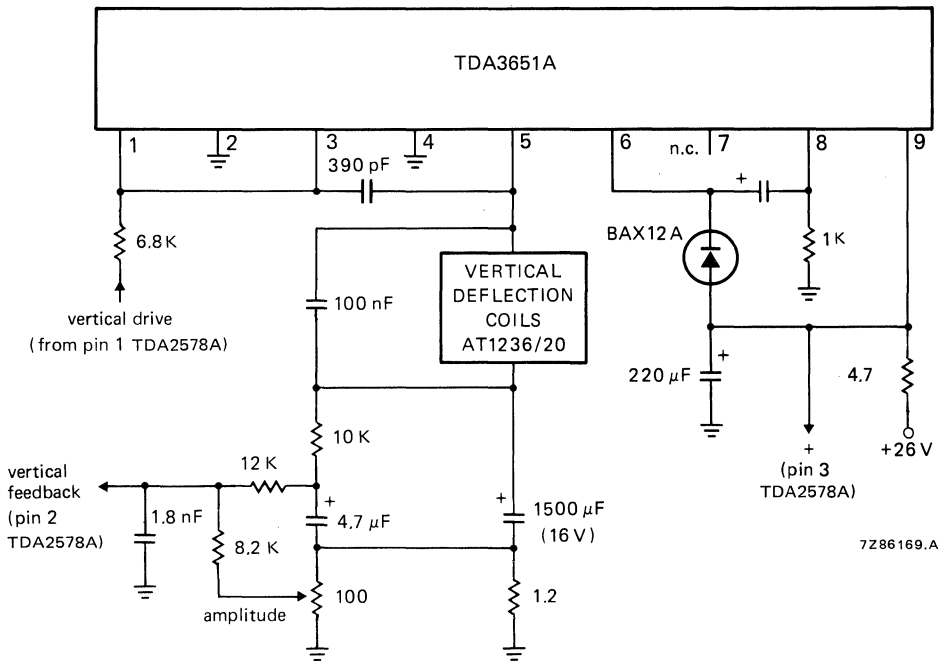 TDA3651A
1
2
3
4
5
6
7
8
9
n.c.
390 pF
+
6.8 K
BAX12A
1K
VERTICAL
DEFLECTION
COILS
AT1236/20
100 nF
vertical drive
(from pin 1 TDA2578A)
+
220 µF
4.7
10 K
+
(pin 3
TDA2578A)
+26 V
vertical
feedback
(pin 2
TDA2578A)
12 K
+
4.7 µF
+
1500 µF
(16 V)
1.8 nF
8.2 K
7Z86169.A
amplitude
100
1.2